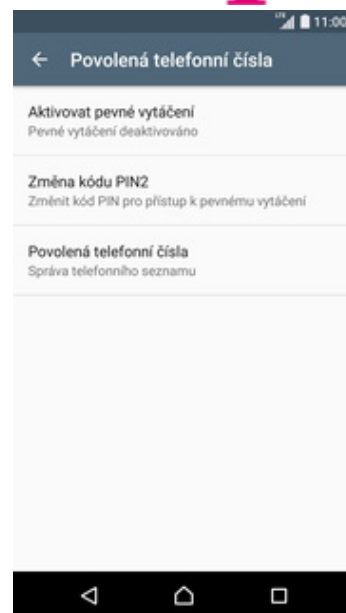 LTE 11:00
Povolená telefonní čísla
Aktivovat pevné vytáčení
Pevné vytáčení deaktivováno
Změna kódu PIN2
Změnit kód PIN pro přístup k pevnému vytáčení
Povolená telefonní čísla
Správa telefonního seznamu